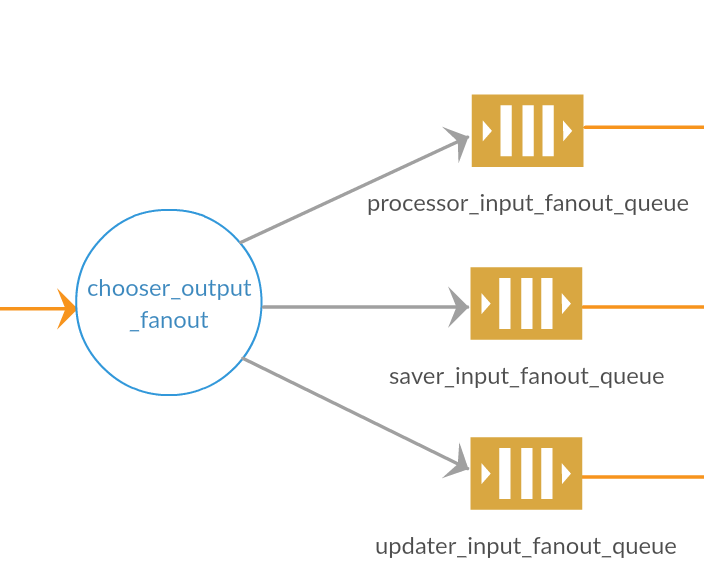 processor_input_fanout_queue
chooser_output
_fanout
saver_input_fanout_queue
updater_input_fanout_queue